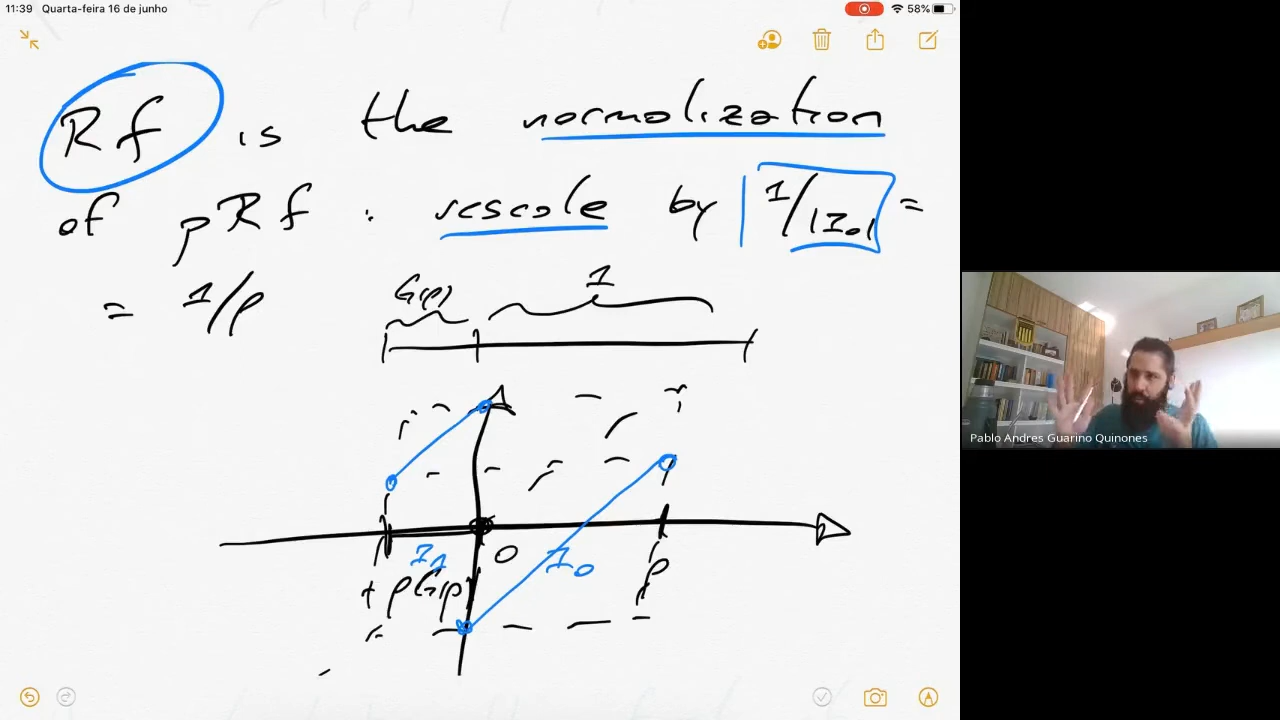 11:39 Quarta-feira 16 de junho
58%
Rf is the normalization
of pRf : rescale by 1/|I₀| =
= 1/ρ
G(ρ) 1
I₁ 0 I₀ ρ
Pablo Andres Guarino Quinones